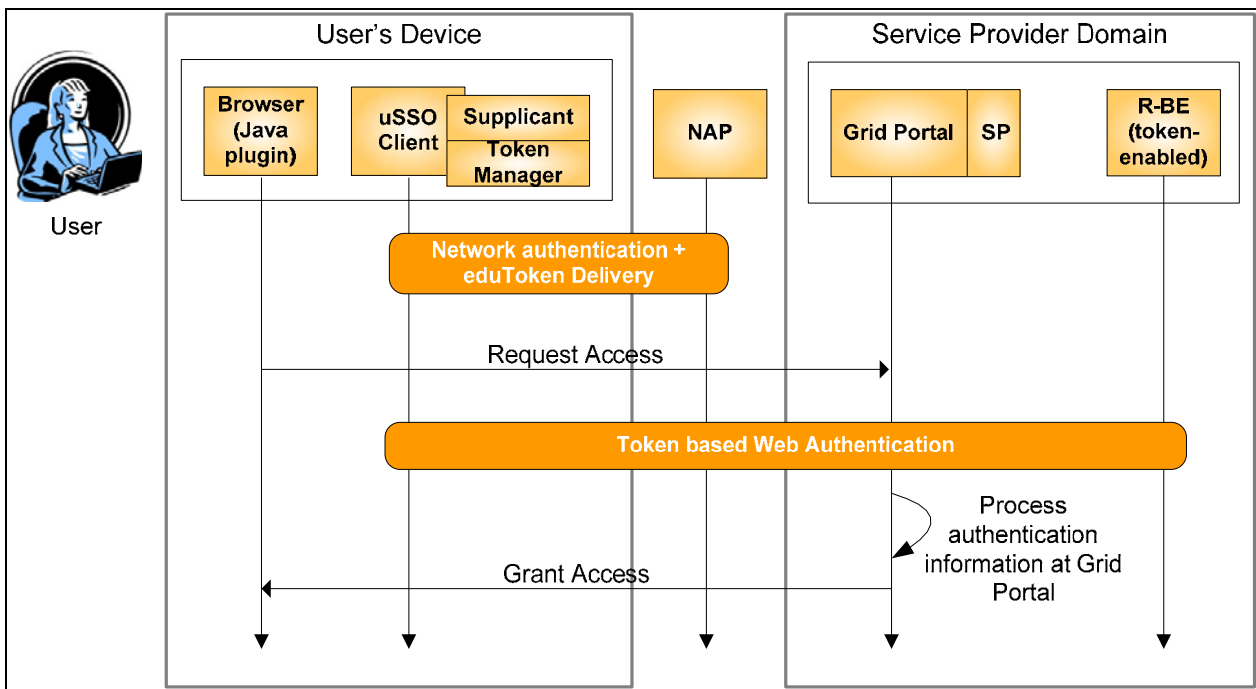 User's Device
Service Provider Domain
Browser
(Java
plugin)
uSSO
Client
Supplicant
Token
Manager
NAP
Grid Portal
SP
R-BE
(token-
enabled)
User
Network authentication +
eduToken Delivery
Request Access
Token based Web Authentication
Process
authentication
information at Grid
Portal
Grant Access